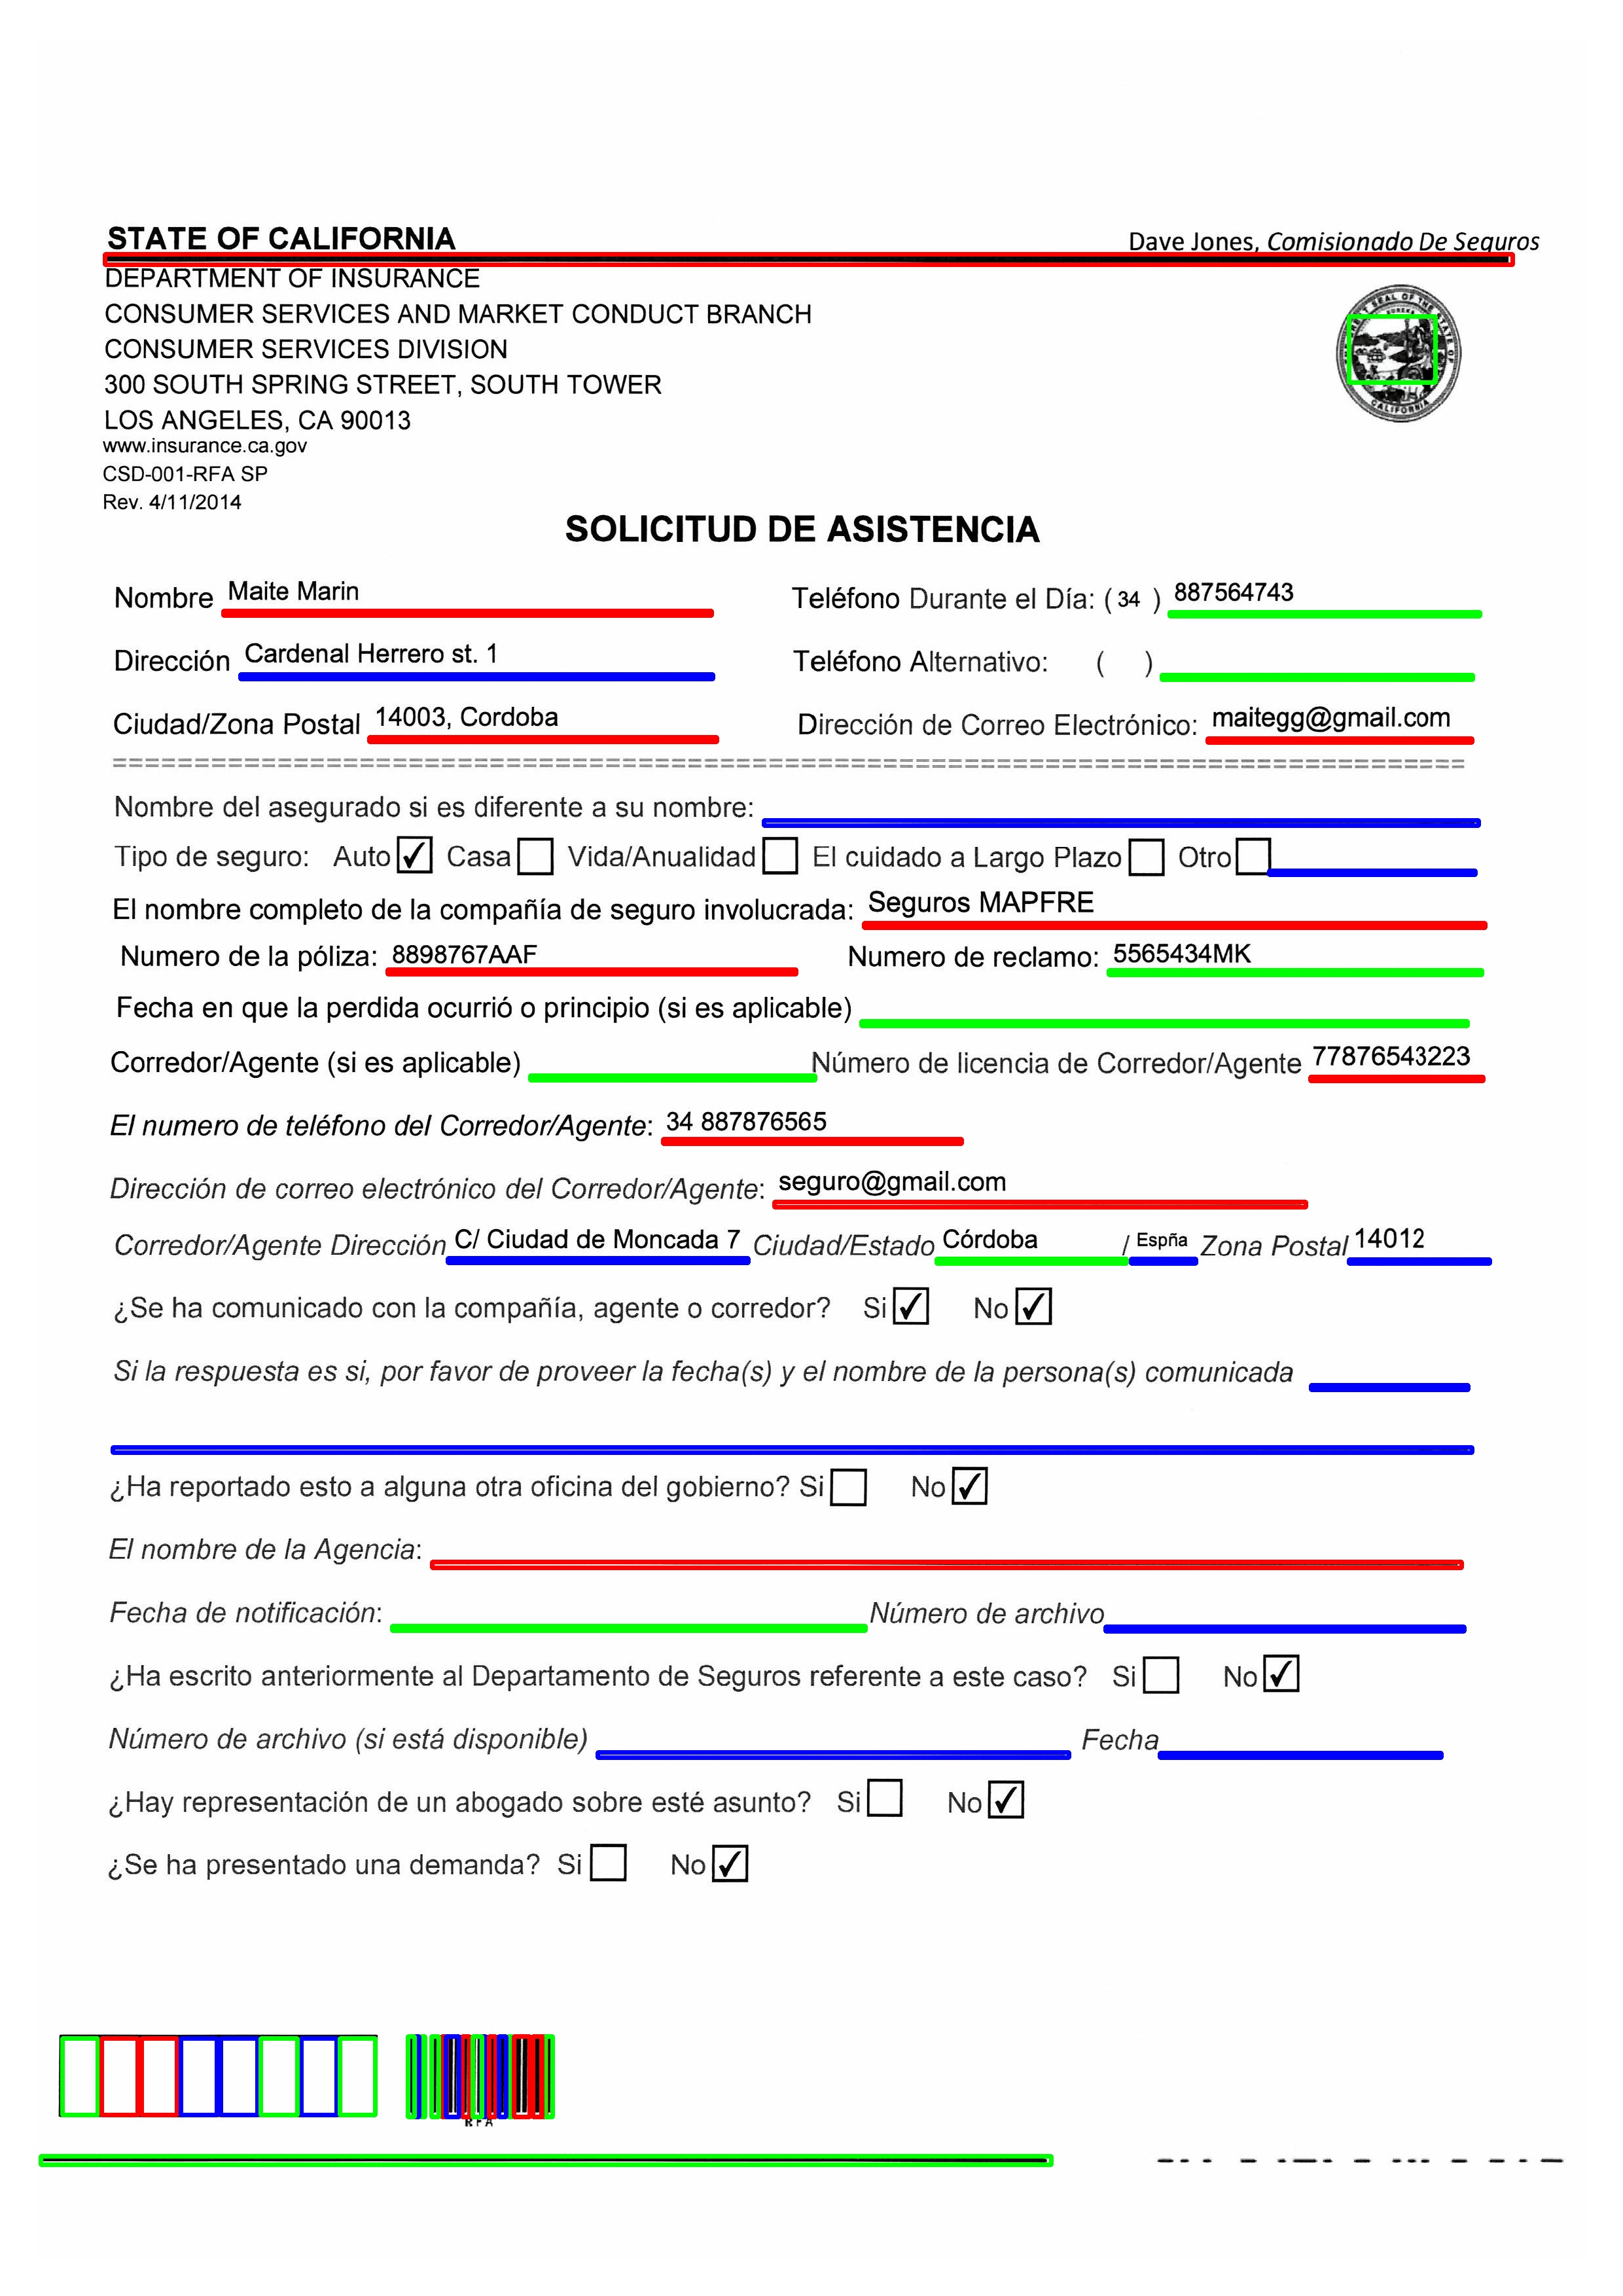 STATE OF CALIFORNIA Dave Jones, Comisionado De Seguros
DEPARTMENT OF INSURANCE
CONSUMER SERVICES AND MARKET CONDUCT BRANCH
CONSUMER SERVICES DIVISION
300 SOUTH SPRING STREET, SOUTH TOWER
LOS ANGELES, CA 90013
www.insurance.ca.gov
CSD-001-RFA SP
Rev. 4/11/2014
EUREKA
CALIFORNIA
SOLICITUD DE ASISTENCIA
Nombre Maite Marin Teléfono Durante el Día: ( 34 ) 887564743
Dirección Cardenal Herrero st. 1 Teléfono Alternativo: ( )
Ciudad/Zona Postal 14003, Cordoba Dirección de Correo Electrónico: maitegg@gmail.com
Nombre del asegurado si es diferente a su nombre:
Tipo de seguro: Auto ✓ Casa Vida/Anualidad El cuidado a Largo Plazo Otro
El nombre completo de la compañía de seguro involucrada: Seguros MAPFRE
Numero de la póliza: 8898767AAF Numero de reclamo: 5565434MK
Fecha en que la perdida ocurrió o principio (si es aplicable)
Corredor/Agente (si es aplicable) Número de licencia de Corredor/Agente 77876543223
El numero de teléfono del Corredor/Agente: 34 887876565
Dirección de correo electrónico del Corredor/Agente: seguro@gmail.com
Corredor/Agente Dirección C/ Ciudad de Moncada 7 Ciudad/Estado Córdoba / Espña Zona Postal 14012
¿Se ha comunicado con la compañía, agente o corredor? Si ✓ No ✓
Si la respuesta es si, por favor de proveer la fecha(s) y el nombre de la persona(s) comunicada
¿Ha reportado esto a alguna otra oficina del gobierno? Si No ✓
El nombre de la Agencia:
Fecha de notificación: Número de archivo
¿Ha escrito anteriormente al Departamento de Seguros referente a este caso? Si No ✓
Número de archivo (si está disponible) Fecha
¿Hay representación de un abogado sobre esté asunto? Si No ✓
¿Se ha presentado una demanda? Si No ✓
RFA